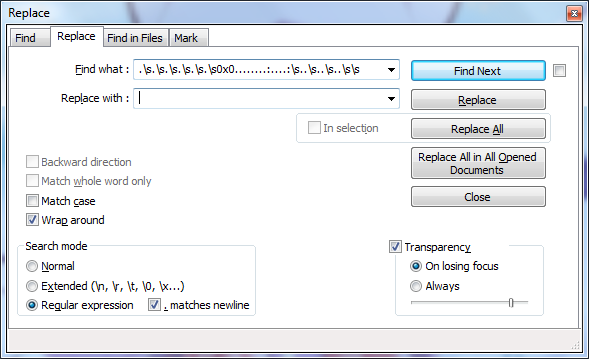 Replace
Find Replace Find in Files Mark
Find what : .\s.\s.\s.\s.\s.\s0x0........:....:\s..\s..\s..\s\s Find Next
Replace with : Replace
In selection Replace All
Replace All in All Opened
Documents
Backward direction
Match whole word only
Match case Close
Wrap around
Search mode Transparency
Normal On losing focus
Extended (\n, \r, \t, \0, \x...) Always
Regular expression . matches newline